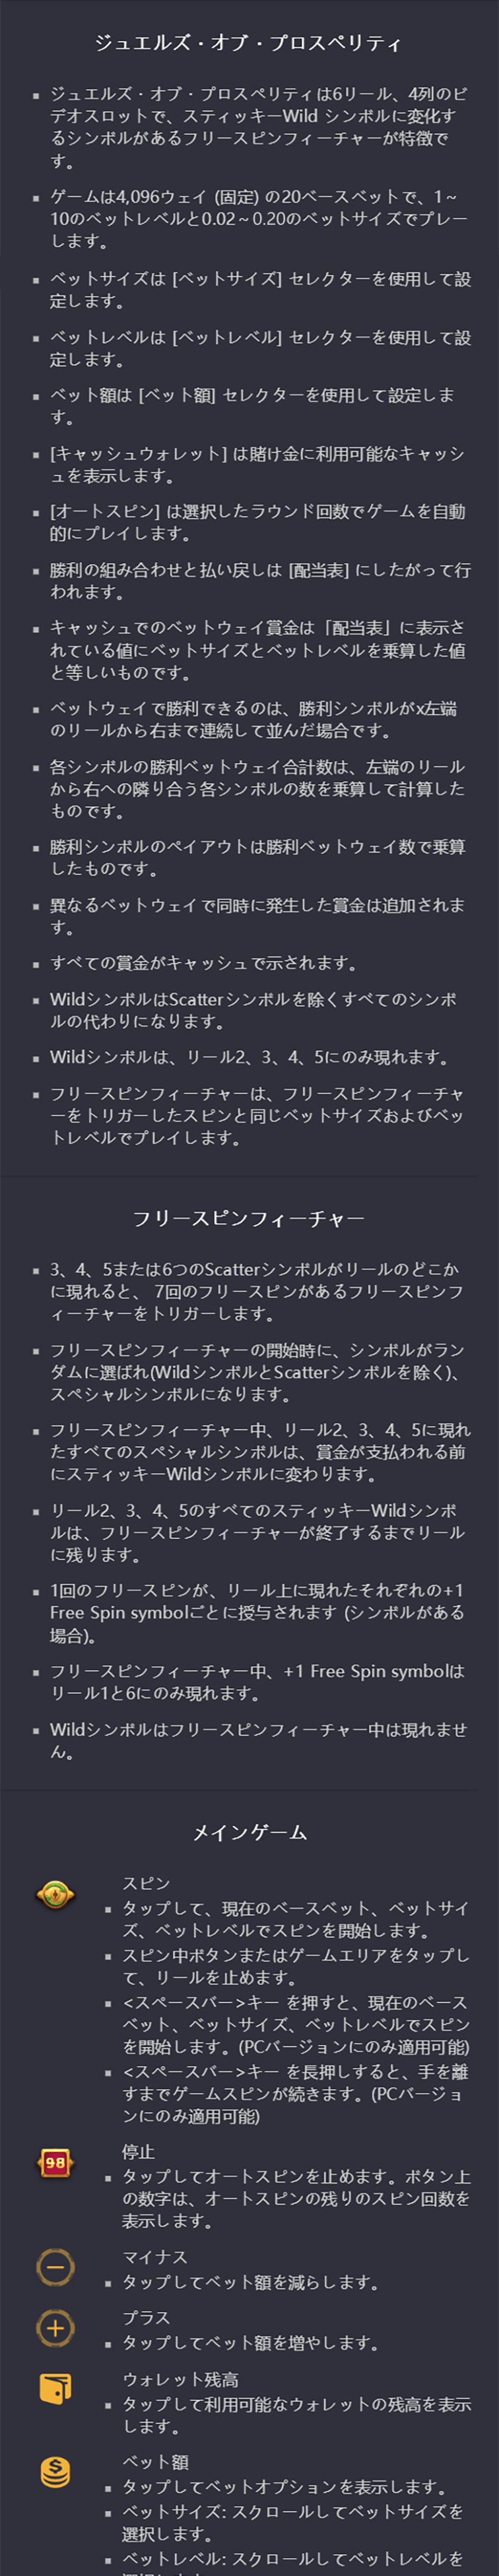 ジュエルズ・オブ・プロスペリティ
ジュエルズ・オブ・プロスペリティは6リール、4列のビ
デオスロットで、スティッキーWild シンボルに変化す
るシンボルがあるフリースピンフィーチャーが特徴で
す。
ゲームは4,096ウェイ (固定) の20ベースベットで、1～
10のベットレベルと0.02～0.20のベットサイズでプレー
します。
ベットサイズは [ベットサイズ] セレクターを使用して設
定します。
ベットレベルは [ベットレベル] セレクターを使用して設
定します。
ベット額は [ベット額] セレクターを使用して設定しま
す。
[キャッシュウォレット] は賭け金に利用可能なキャッシ
ュを表示します。
[オートスピン] は選択したラウンド回数でゲームを自動
的にプレイします。
勝利の組み合わせと払い戻しは [配当表] にしたがって行
われます。
キャッシュでのベットウェイ賞金は「配当表」に表示さ
れている値にベットサイズとベットレベルを乗算した値
と等しいものです。
ベットウェイで勝利できるのは、勝利シンボルがx左端
のリールから右まで連続して並んだ場合です。
各シンボルの勝利ベットウェイ合計数は、左端のリール
から右への隣り合う各シンボルの数を乗算して計算した
ものです。
勝利シンボルのペイアウトは勝利ベットウェイ数で乗算
したものです。
異なるベットウェイで同時に発生した賞金は追加されま
す。
すべての賞金がキャッシュで示されます。
WildシンボルはScatterシンボルを除くすべてのシンボ
ルの代わりになります。
Wildシンボルは、リール2、3、4、5にのみ現れます。
フリースピンフィーチャーは、フリースピンフィーチャ
ーをトリガーしたスピンと同じベットサイズおよびベッ
トレベルでプレイします。
フリースピンフィーチャー
3、4、5または6つのScatterシンボルがリールのどこか
に現れると、 7回のフリースピンがあるフリースピンフ
ィーチャーをトリガーします。
フリースピンフィーチャーの開始時に、シンボルがラン
ダムに選ばれ(WildシンボルとScatterシンボルを除く)、
スペシャルシンボルになります。
フリースピンフィーチャー中、リール2、3、4、5に現れ
たすべてのスペシャルシンボルは、賞金が支払われる前
にスティッキーWildシンボルに変わります。
リール2、3、4、5のすべてのスティッキーWildシンボ
ルは、フリースピンフィーチャーが終了するまでリール
に残ります。
1回のフリースピンが、リール上に現れたそれぞれの+1
Free Spin symbolごとに授与されます (シンボルがある
場合)。
フリースピンフィーチャー中、+1 Free Spin symbolは
リール1と6にのみ現れます。
Wildシンボルはフリースピンフィーチャー中は現れませ
ん。
メインゲーム
スピン
タップして、現在のベースベット、ベットサイ
ズ、ベットレベルでスピンを開始します。
スピン中ボタンまたはゲームエリアをタップし
て、リールを止めます。
<スペースバー>キー を押すと、現在のベース
ベット、ベットサイズ、ベットレベルでスピン
を開始します。(PCバージョンにのみ適用可能)
<スペースバー>キー を長押しすると、手を離
すまでゲームスピンが続きます。(PCバージョ
ンにのみ適用可能)
98
停止
タップしてオートスピンを止めます。ボタン上
の数字は、オートスピンの残りのスピン回数を
表示します。
マイナス
タップしてベット額を減らします。
プラス
タップしてベット額を増やします。
ウォレット残高
タップして利用可能なウォレットの残高を表示
します。
ベット額
タップしてベットオプションを表示します。
ベットサイズ: スクロールしてベットサイズを
選択します。
ベットレベル: スクロールしてベットレベルを